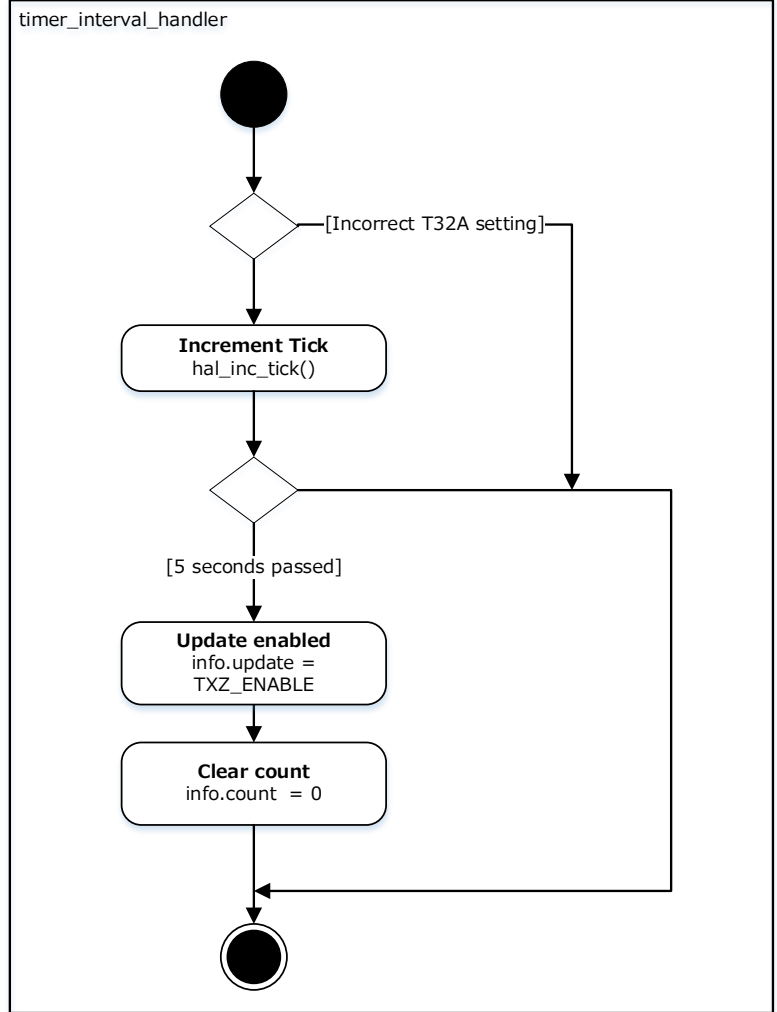 timer_interval_handler
[Incorrect T32A setting]
Increment Tick
hal_inc_tick()
[5 seconds passed]
Update enabled
info.update =
TXZ_ENABLE
Clear count
info.count  = 0